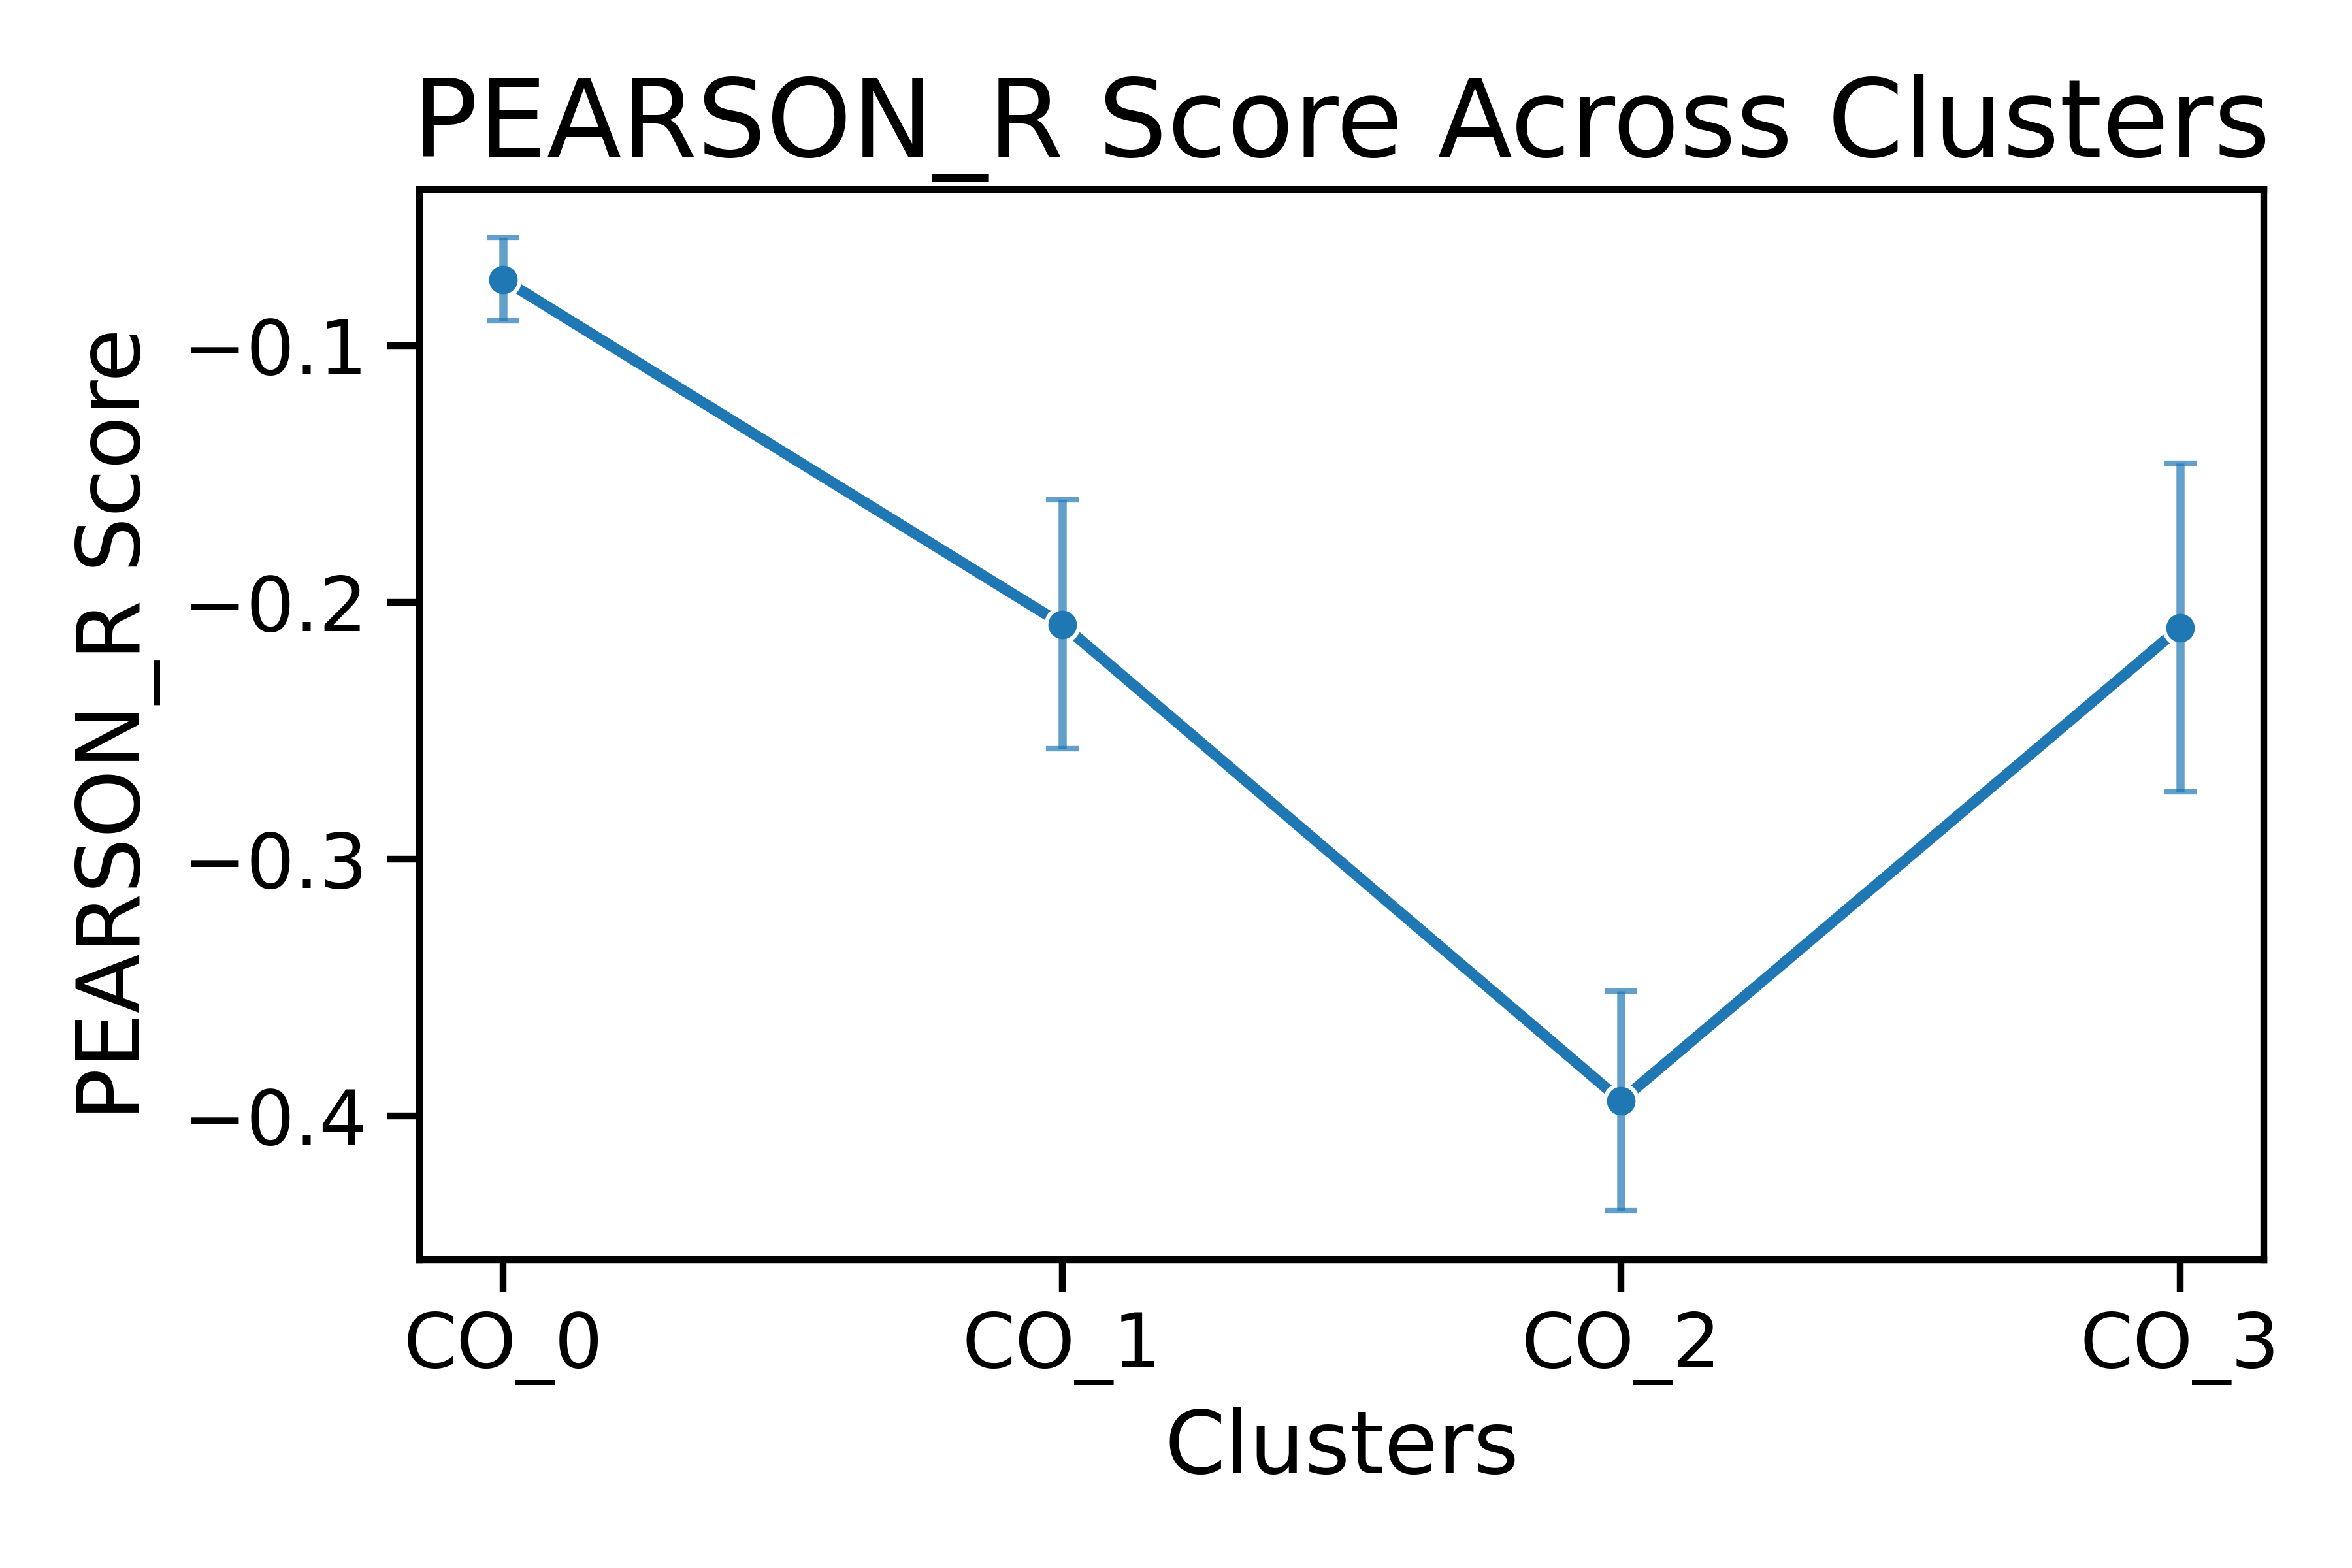 PEARSON_R Score Across Clusters
PEARSON_R Score
−0.1
−0.2
−0.3
−0.4
CO_0
CO_1
CO_2
CO_3
Clusters